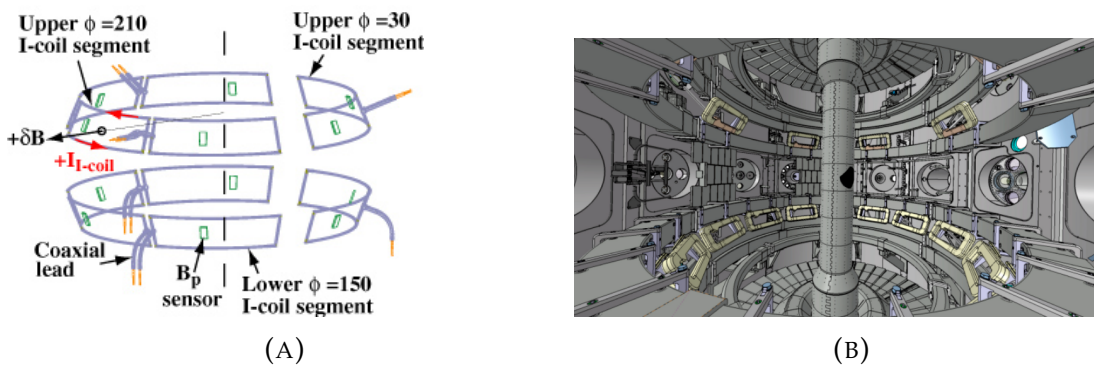 Upper ϕ =210
I-coil segment
Upper ϕ =30
I-coil segment
+δB
+I_I-coil
Coaxial
lead
B_p
sensor
Lower ϕ =150
I-coil segment
(A)
(B)